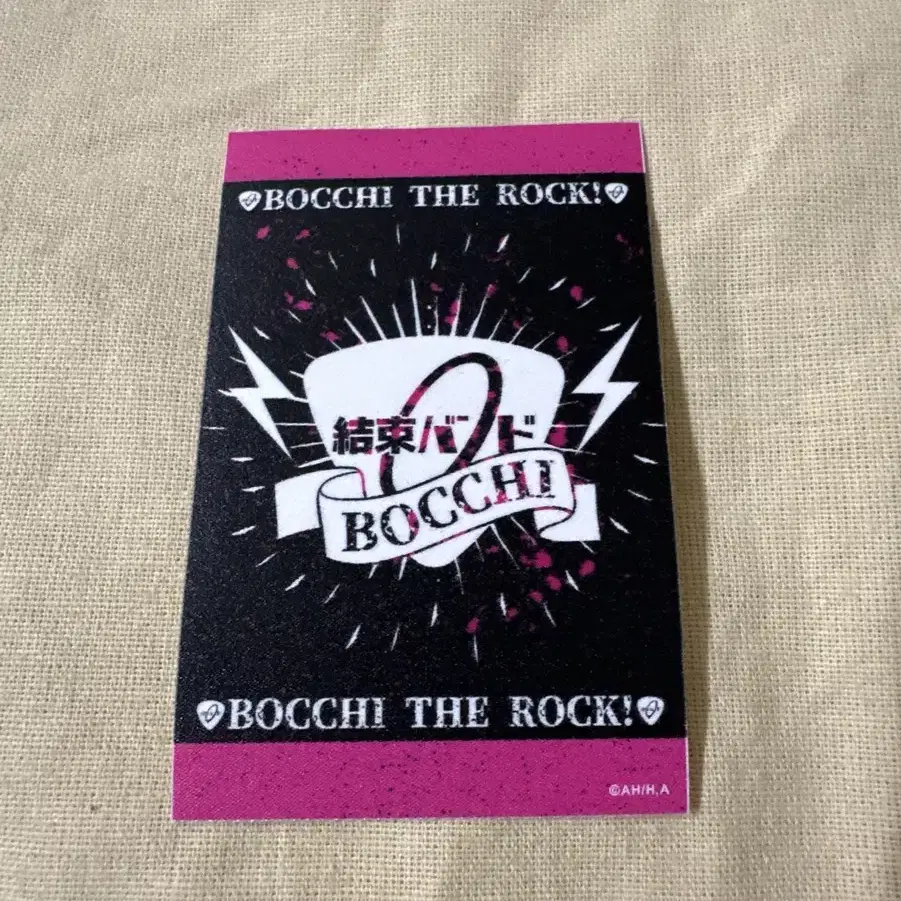 BOCCHI THE ROCK!
結束バンド
BOCCHI
BOCCHI THE ROCK!
©AH/H,A